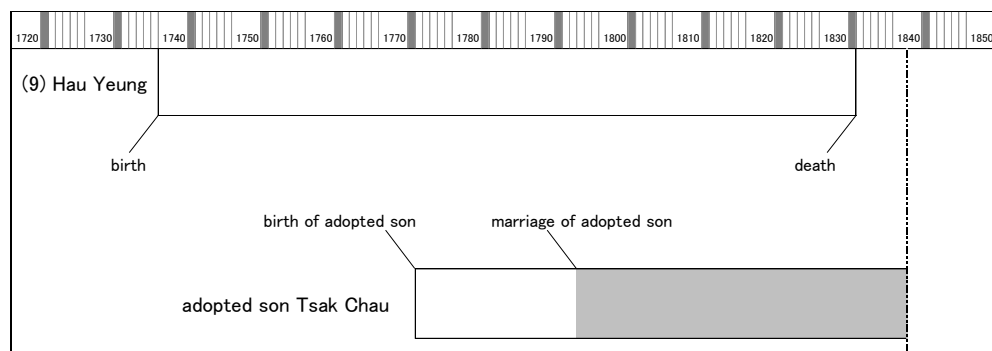 1720 1730 1740 1750 1760 1770 1780 1790 1800 1810 1820 1830 1840 1850
(9) Hau Yeung
birth death
birth of adopted son marriage of adopted son
adopted son Tsak Chau